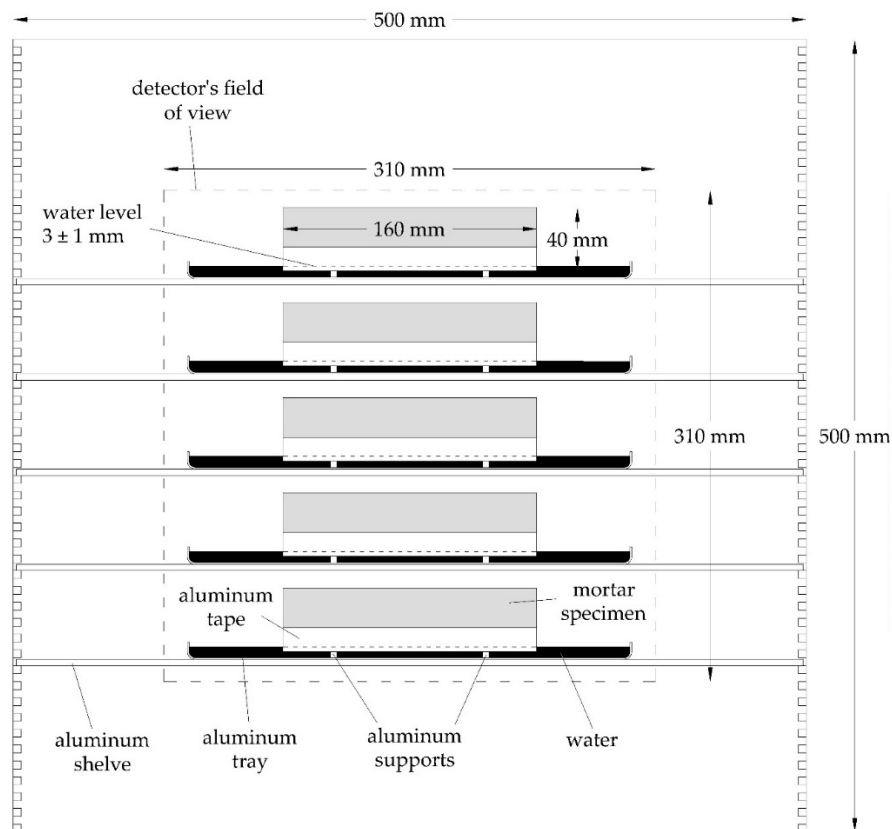 500 mm
detector's field
of view
310 mm
water level
3 ± 1 mm
160 mm
40 mm
310 mm
500 mm
aluminum
tape
mortar
specimen
aluminum
shelve
aluminum
tray
aluminum
supports
water